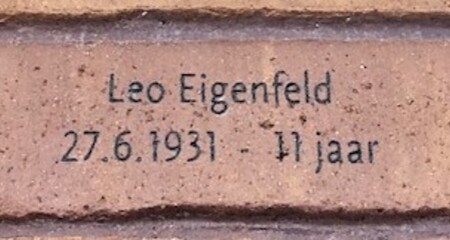 Leo Eigenfeld
27.6.1931 - 11 jaar